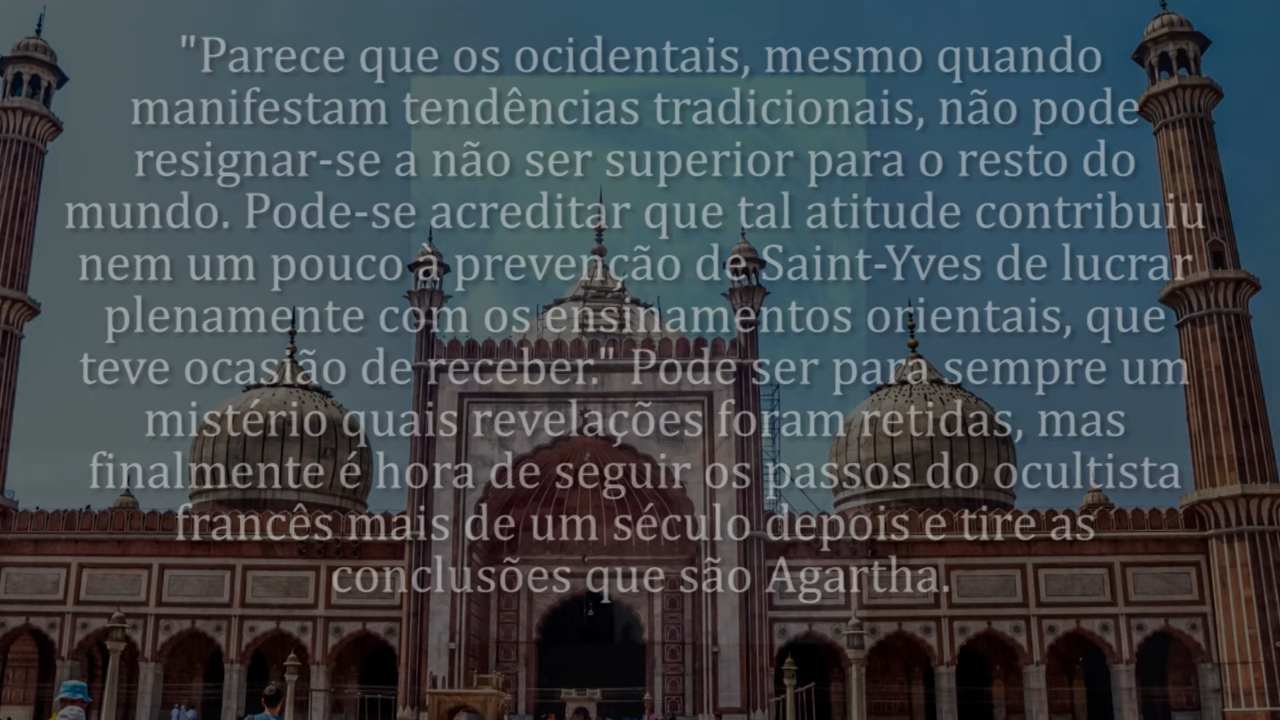 "Parece que os ocidentais, mesmo quando
manifestam tendências tradicionais, não pode
resignar-se a não ser superior para o resto do
mundo. Pode-se acreditar que tal atitude contribuiu
nem um pouco à prevenção de Saint-Yves de lucrar
plenamente com os ensinamentos orientais, que
teve ocasião de receber." Pode ser para sempre um
mistério quais revelações foram retidas, mas
finalmente é hora de seguir os passos do ocultista
francês mais de um século depois e tire as
conclusões que são Agartha.